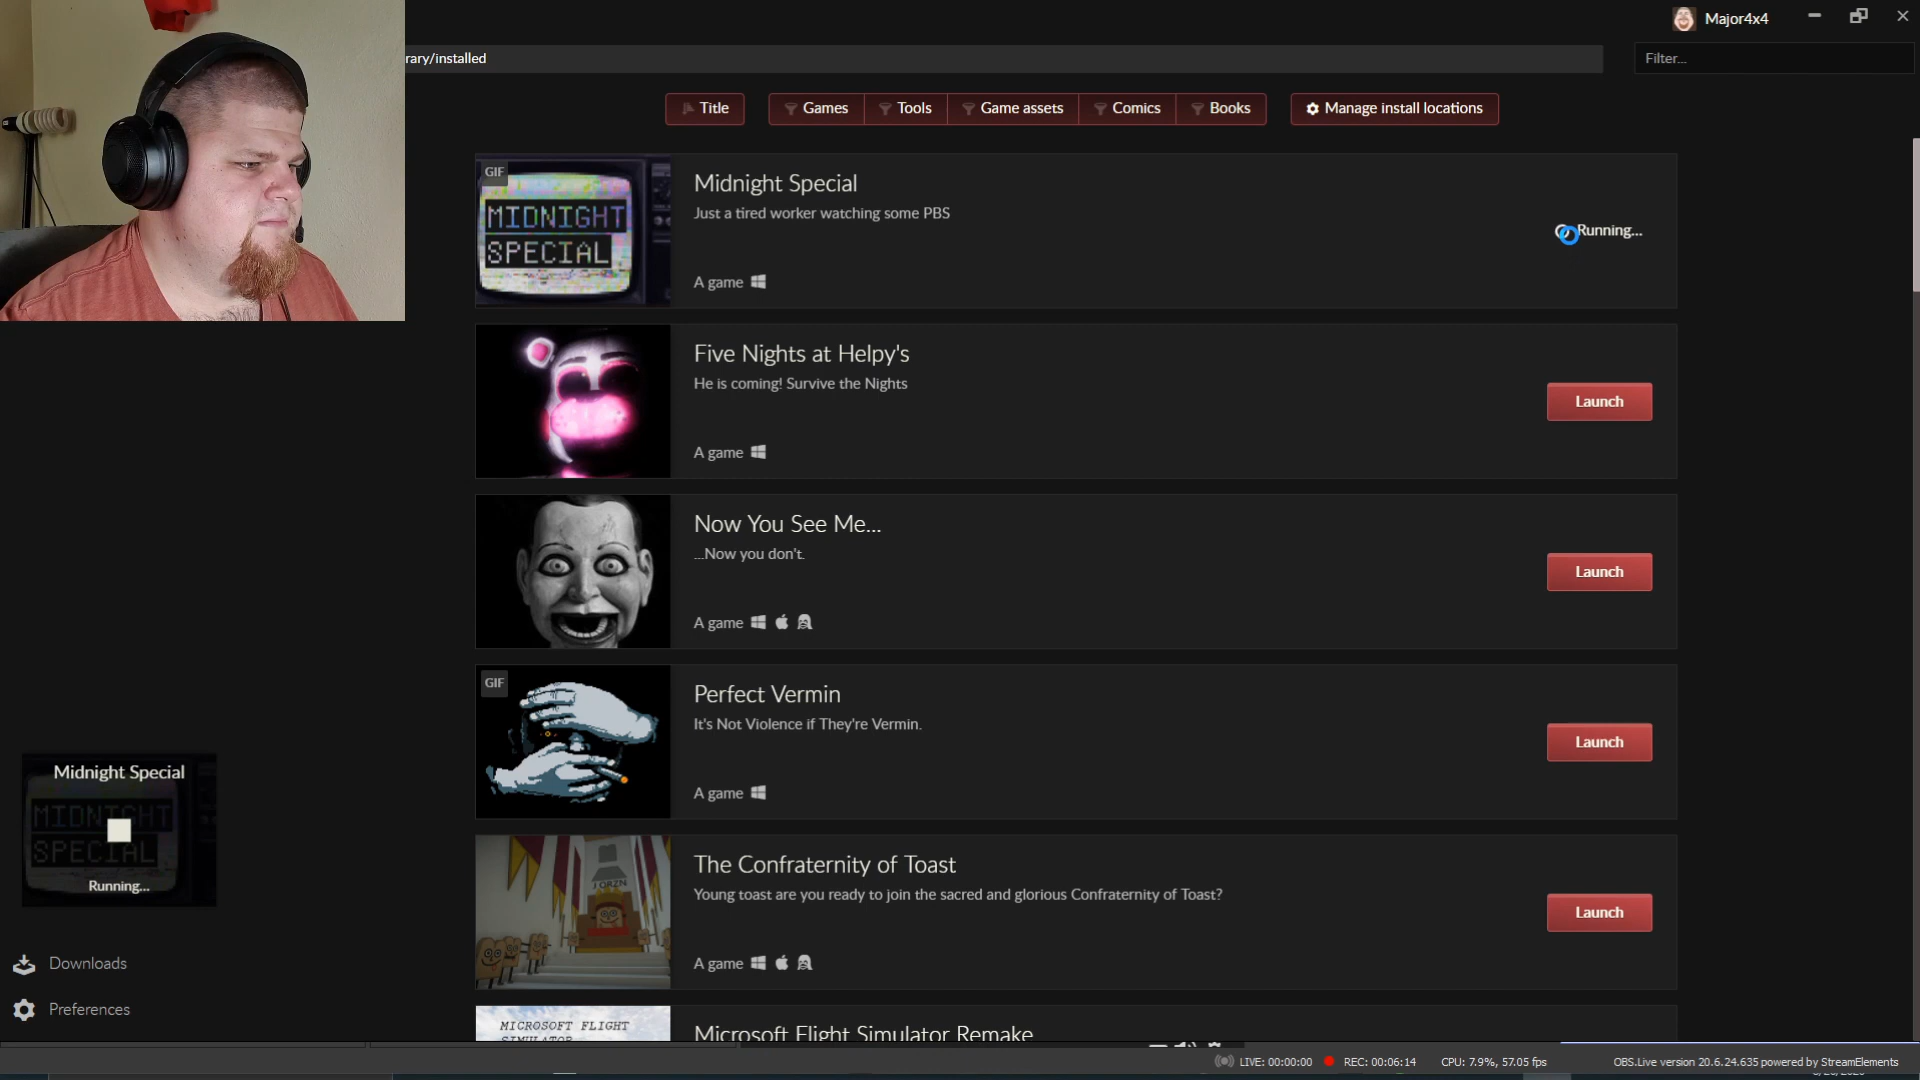 Major4x4
rary/installed
Filter...
Title
Games
Tools
Game assets
Comics
Books
Manage install locations
GIF
MIDNIGHT
SPECIAL
Midnight Special
Just a tired worker watching some PBS
A game
Running...
Five Nights at Helpy's
He is coming! Survive the Nights
A game
Launch
Now You See Me...
...Now you don't.
A game
Launch
GIF
Perfect Vermin
It's Not Violence if They're Vermin.
A game
Launch
The Confraternity of Toast
Young toast are you ready to join the sacred and glorious Confraternity of Toast?
A game
Launch
MICROSOFT FLIGHT
SIMULATOR
Microsoft Flight Simulator Remake
Midnight Special
MIDNIGHT
SPECIAL
Running...
Downloads
Preferences
LIVE: 00:00:00
REC: 00:06:14
CPU: 7.9%, 57.05 fps
OBS.Live version 20.6.24.635 powered by StreamElements